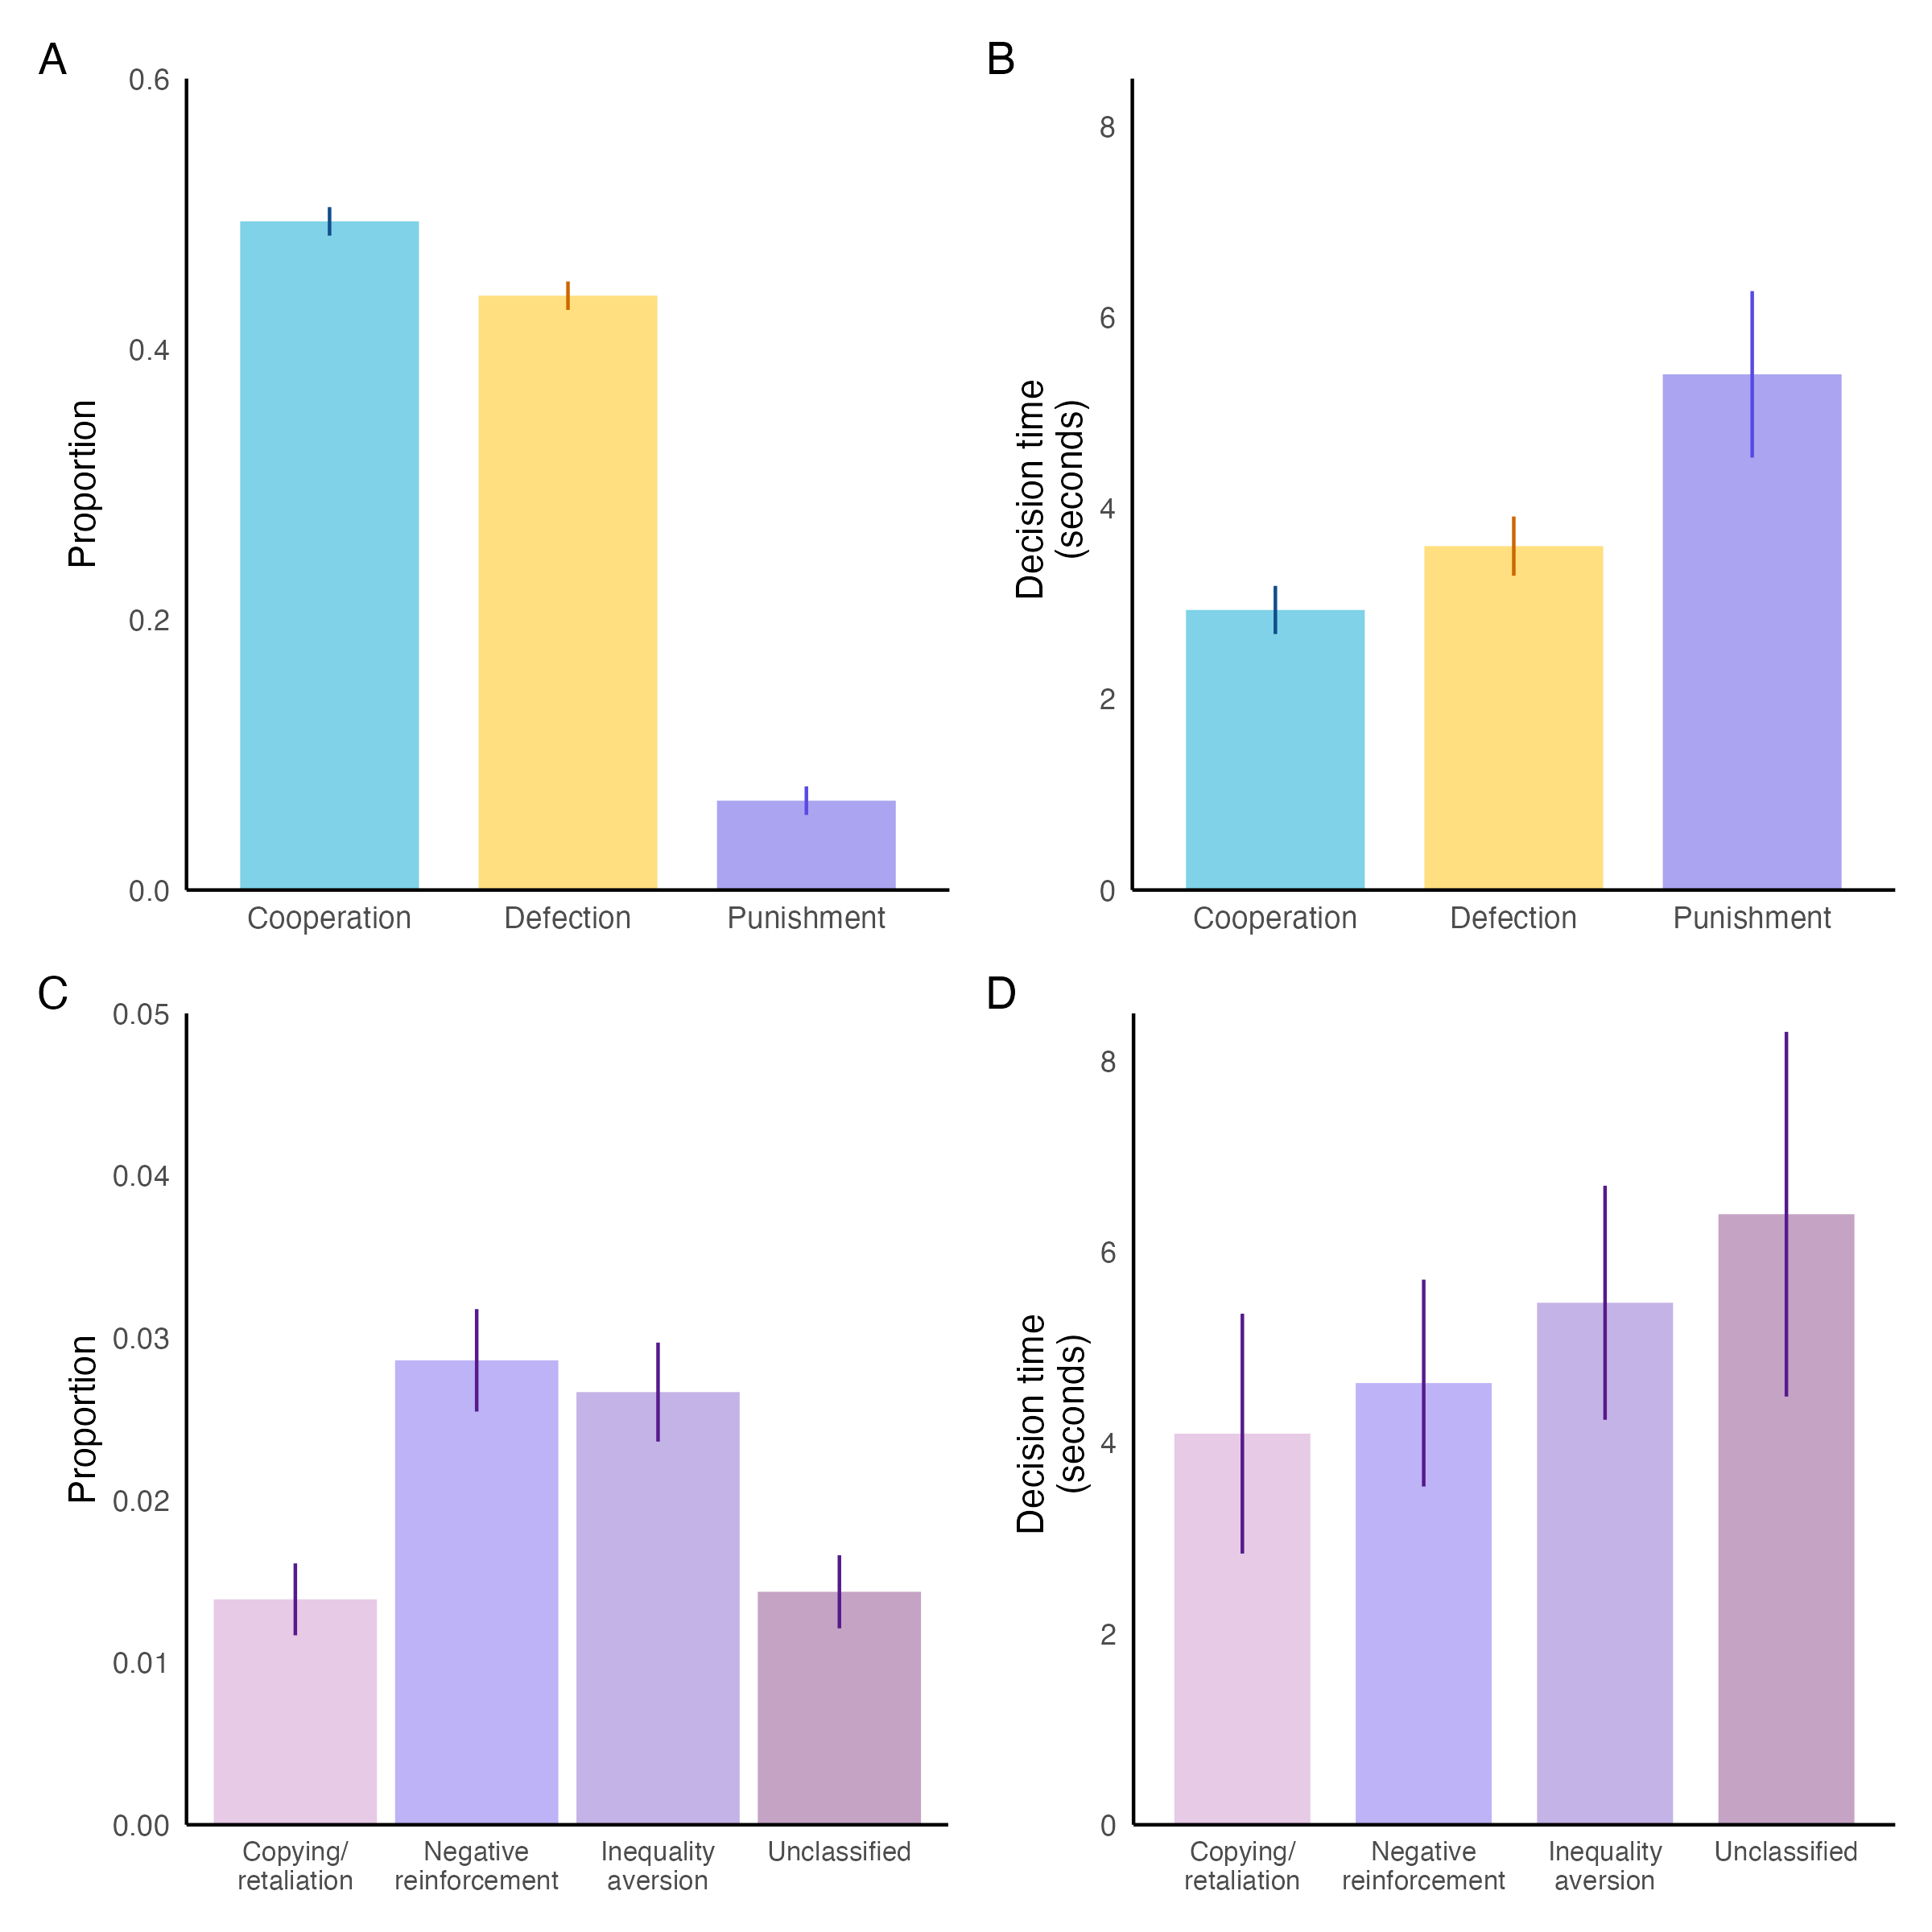 A
0.6
0.4
0.2
0.0
Proportion
Cooperation
Defection
Punishment
B
8
6
4
2
0
Decision time
(seconds)
Cooperation
Defection
Punishment
C
0.05
0.04
0.03
0.02
0.01
0.00
Proportion
Copying/
retaliation
Negative
reinforcement
Inequality
aversion
Unclassified
D
8
6
4
2
0
Decision time
(seconds)
Copying/
retaliation
Negative
reinforcement
Inequality
aversion
Unclassified